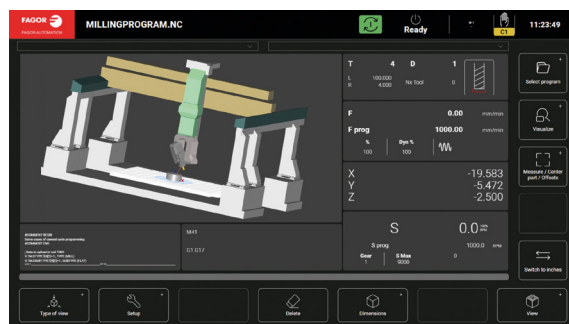 FAGOR
FAGOR AUTOMATION
MILLINGPROGRAM.NC
Ready
C1
11:23:49
T 4 D 1
L 100.000
R 4.000
Nx Tool 0
F 0.00 mm/min
F prog 1000.00 mm/min
% Dyn %
100 100
X -19.583
Y -5.472
Z -2.500
S 0.0 RPM
S prog 1000.0 RPM
Gear S Max
1 9000 0
M41
G1 G17
Select program
Visualize
Measure / Center
part / Offsets
Switch to inches
Type of view
Setup
Delete
Dimensions
View